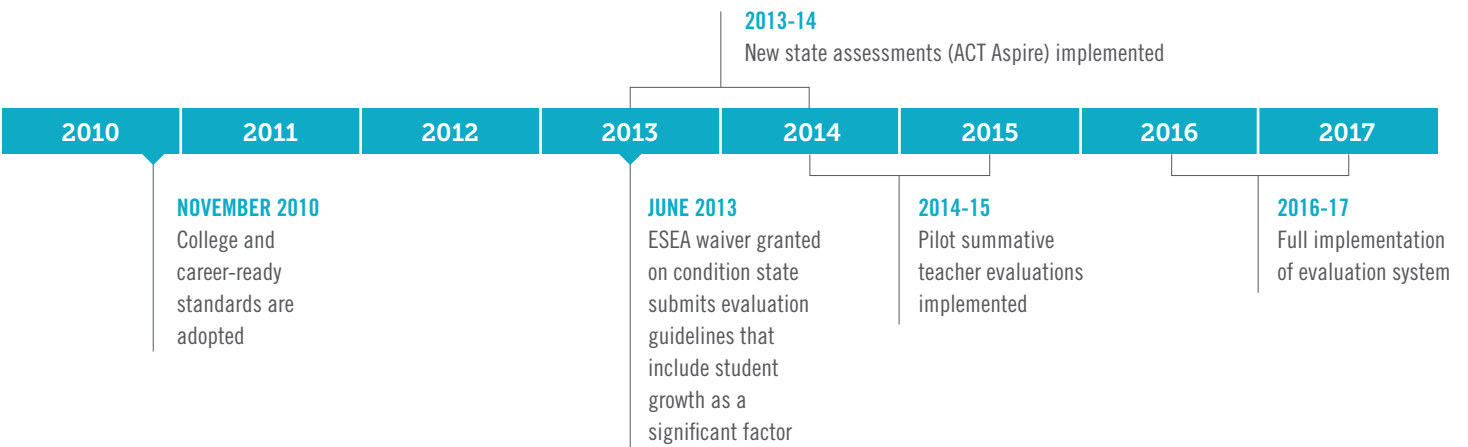 2013-14
New state assessments (ACT Aspire) implemented
2010 2011 2012 2013 2014 2015 2016 2017
NOVEMBER 2010
College and
career-ready
standards are
adopted
JUNE 2013
ESEA waiver granted
on condition state
submits evaluation
guidelines that
include student
growth as a
significant factor
2014-15
Pilot summative
teacher evaluations
implemented
2016-17
Full implementation
of evaluation system